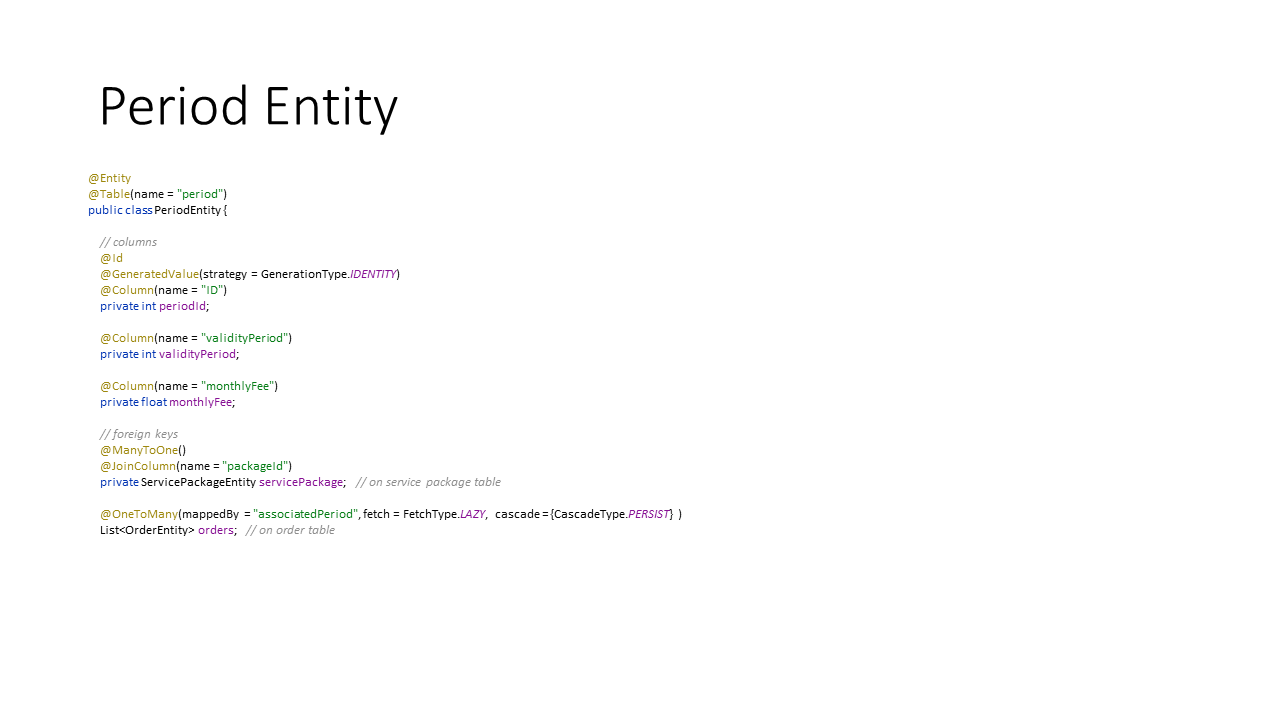 Period Entity
@Entity
@Table(name = "period")
public class PeriodEntity {
// columns
@Id
@GeneratedValue(strategy = GenerationType.IDENTITY)
@Column(name = "ID")
private int periodId;
@Column(name = "validityPeriod")
private int validityPeriod;
@Column(name = "monthlyFee")
private float monthlyFee;
// foreign keys
@ManyToOne()
@JoinColumn(name = "packageId")
private ServicePackageEntity servicePackage; // on service package table
@OneToMany(mappedBy = "associatedPeriod", fetch = FetchType.LAZY, cascade = {CascadeType.PERSIST} )
List<OrderEntity> orders; // on order table